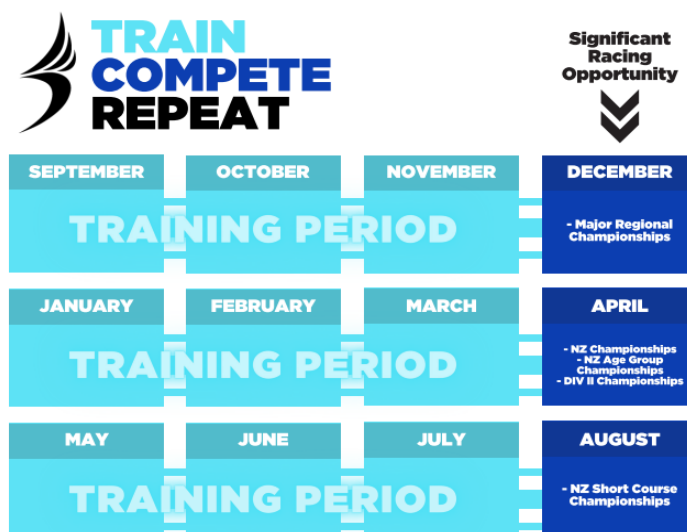 TRAIN
COMPETE
REPEAT
Significant
Racing
Opportunity
SEPTEMBER
OCTOBER
NOVEMBER
DECEMBER
TRAINING PERIOD
- Major Regional
Championships
JANUARY
FEBRUARY
MARCH
APRIL
TRAINING PERIOD
- NZ Championships
- NZ Age Group
Championships
- DIV II Championships
MAY
JUNE
JULY
AUGUST
TRAINING PERIOD
- NZ Short Course
Championships